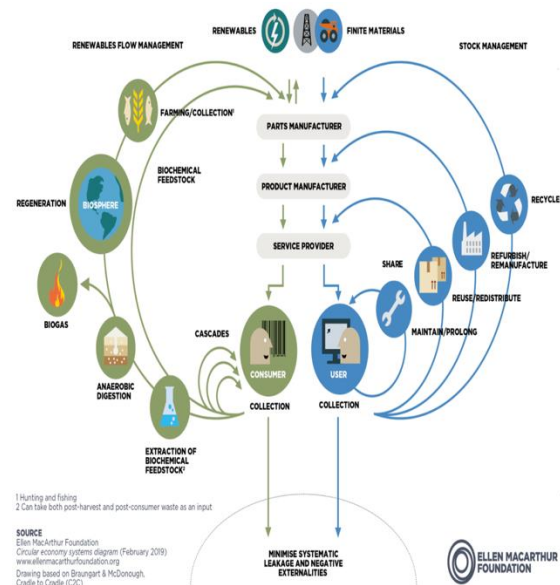 RENEWABLES
FINITE MATERIALS
RENEWABLES FLOW MANAGEMENT
STOCK MANAGEMENT
FARMING/COLLECTION¹
PARTS MANUFACTURER
BIOCHEMICAL
FEEDSTOCK
PRODUCT MANUFACTURER
RECYCLE
REGENERATION
BIOSPHERE
SERVICE PROVIDER
REFURBISH/
REMANUFACTURE
SHARE
REUSE/REDISTRIBUTE
BIOGAS
CASCADES
MAINTAIN/PROLONG
ANAEROBIC
DIGESTION
CONSUMER
USER
COLLECTION
COLLECTION
EXTRACTION OF
BIOCHEMICAL
FEEDSTOCK²
1 Hunting and fishing
2 Can take both post-harvest and post-consumer waste as an input
SOURCE
Ellen MacArthur Foundation
Circular economy systems diagram (February 2019)
www.ellenmacarthurfoundation.org
Drawing based on Braungart & McDonough,
Cradle to Cradle (C2C)
MINIMISE SYSTEMATIC
LEAKAGE AND NEGATIVE
EXTERNALITIES
ELLEN MACARTHUR
FOUNDATION